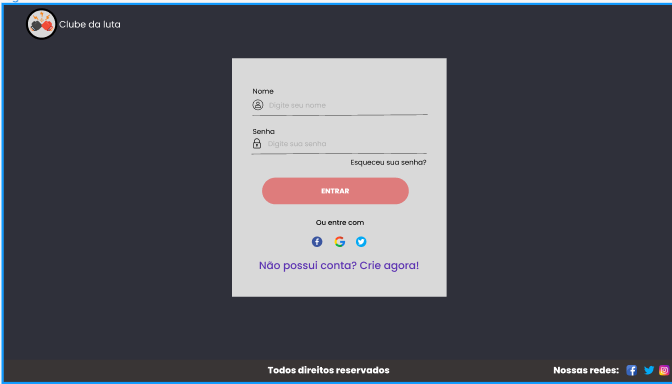 Clube da luta
Nome
Digite seu nome
Senha
Digite sua senha
Esqueceu sua senha?
ENTRAR
Ou entre com
Não possui conta? Crie agora!
Todos direitos reservados
Nossas redes: